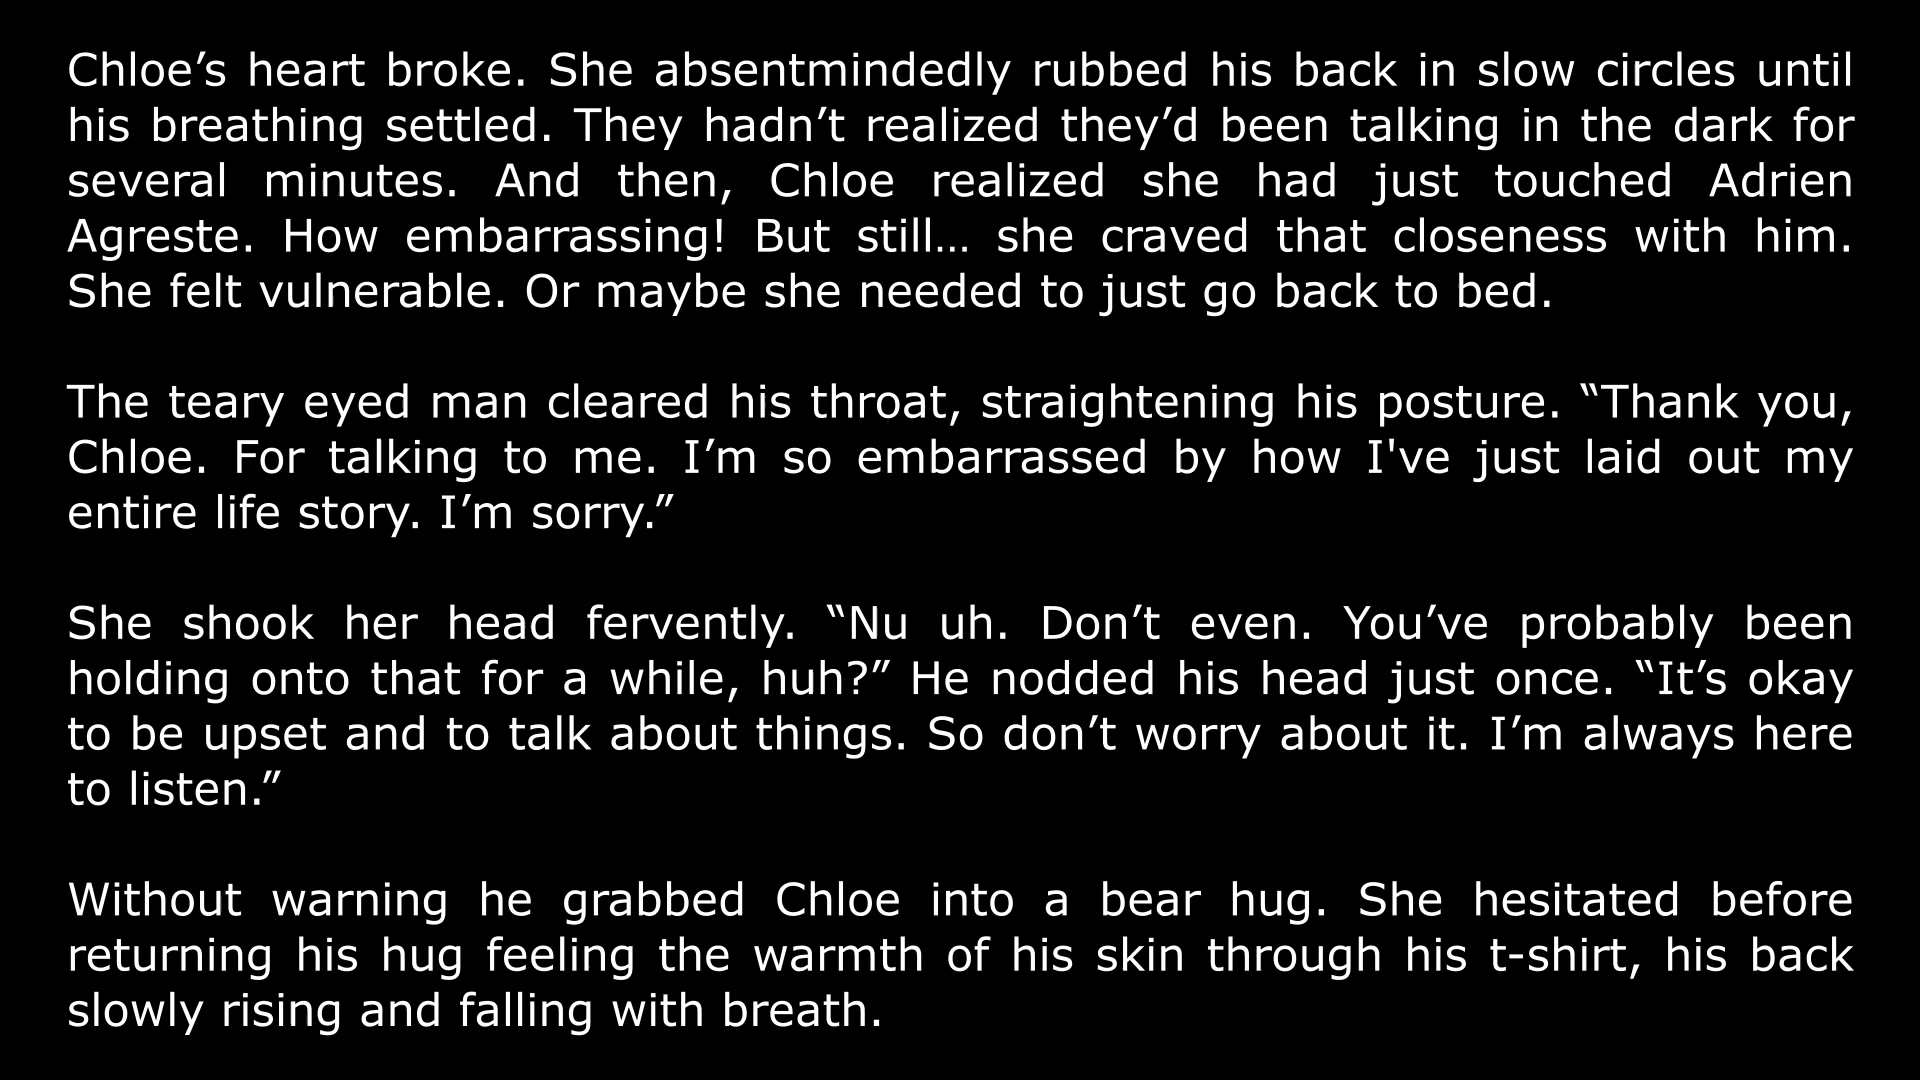 Chloe’s heart broke. She absentmindedly rubbed his back in slow circles until
his breathing settled. They hadn’t realized they’d been talking in the dark for
several minutes. And then, Chloe realized she had just touched Adrien
Agreste. How embarrassing! But still… she craved that closeness with him.
She felt vulnerable. Or maybe she needed to just go back to bed.
The teary eyed man cleared his throat, straightening his posture. “Thank you,
Chloe. For talking to me. I’m so embarrassed by how I've just laid out my
entire life story. I’m sorry.”
She shook her head fervently. “Nu uh. Don’t even. You’ve probably been
holding onto that for a while, huh?” He nodded his head just once. “It’s okay
to be upset and to talk about things. So don’t worry about it. I’m always here
to listen.”
Without warning he grabbed Chloe into a bear hug. She hesitated before
returning his hug feeling the warmth of his skin through his t-shirt, his back
slowly rising and falling with breath.